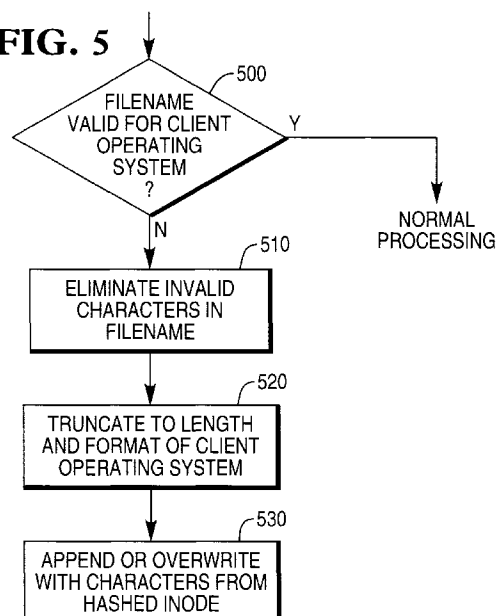 FIG. 5
500
FILENAME
VALID FOR CLIENT
OPERATING
SYSTEM
?
Y
N
NORMAL
PROCESSING
510
ELIMINATE INVALID
CHARACTERS IN
FILENAME
520
TRUNCATE TO LENGTH
AND FORMAT OF CLIENT
OPERATING SYSTEM
530
APPEND OR OVERWRITE
WITH CHARACTERS FROM
HASHED INODE